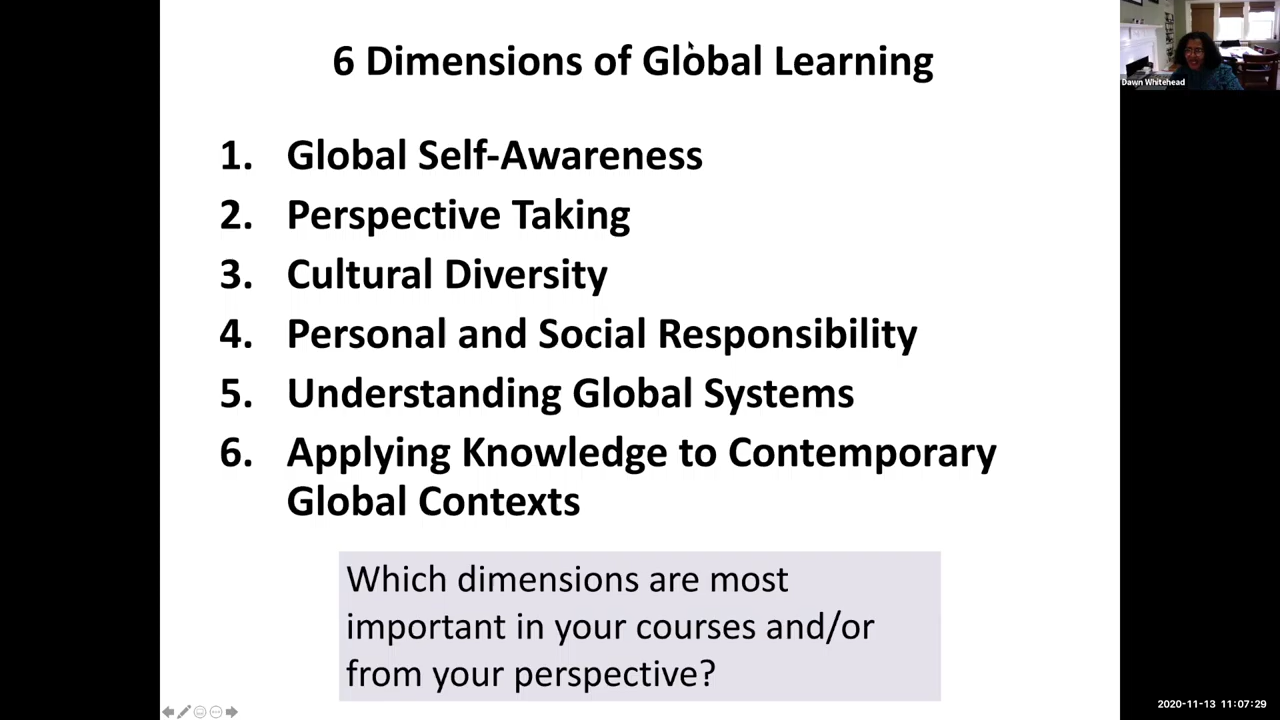 6 Dimensions of Global Learning
1. Global Self-Awareness
2. Perspective Taking
3. Cultural Diversity
4. Personal and Social Responsibility
5. Understanding Global Systems
6. Applying Knowledge to Contemporary
Global Contexts
Which dimensions are most
important in your courses and/or
from your perspective?
Dawn Whitehead
2020-11-13 11:07:29